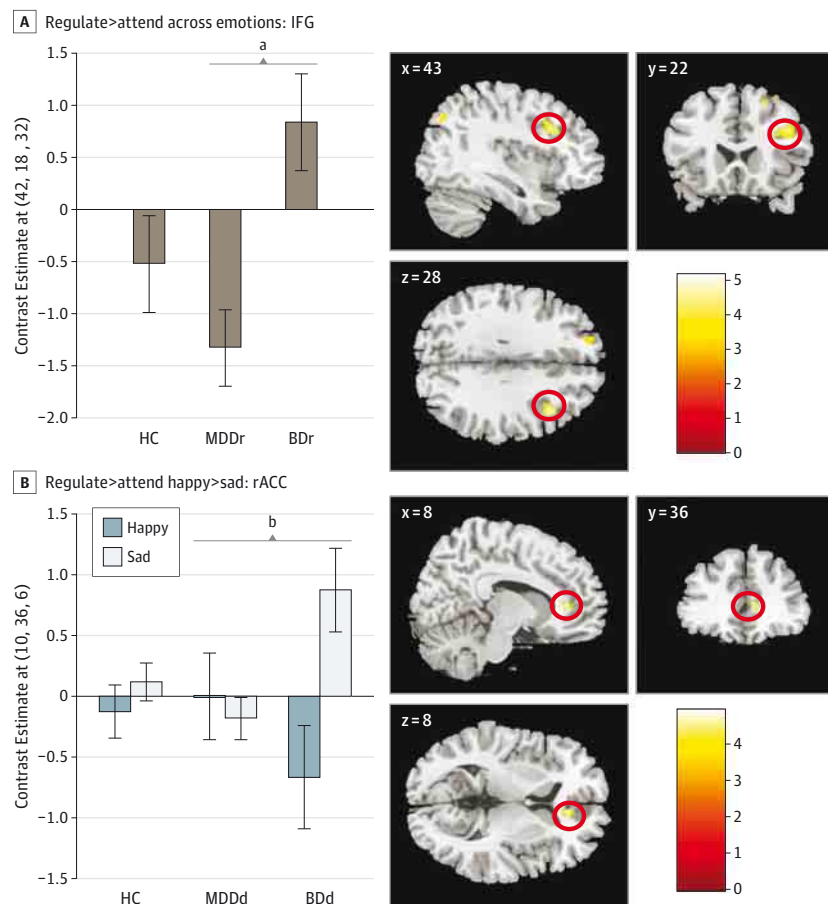 A Regulate>attend across emotions: IFG
a
1.5
1.0
0.5
0
−0.5
−1.0
−1.5
−2.0
Contrast Estimate at (42, 18 , 32)
HC MDDr BDr
x=43
y=22
z=28
5
4
3
2
1
0
B Regulate>attend happy>sad: rACC
Happy
Sad
b
1.5
1.0
0.5
0
−0.5
−1.0
−1.5
Contrast Estimate at (10, 36, 6)
HC MDDd BDd
x=8
y=36
z=8
4
3
2
1
0